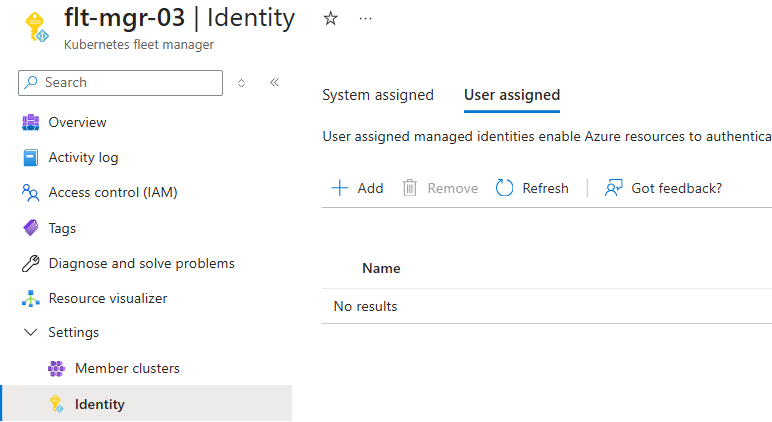 flt-mgr-03 | Identity
Kubernetes fleet manager
Search
Overview
Activity log
Access control (IAM)
Tags
Diagnose and solve problems
Resource visualizer
Settings
Member clusters
Identity
System assigned
User assigned
User assigned managed identities enable Azure resources to authentica
Add
Remove
Refresh
Got feedback?
Name
No results